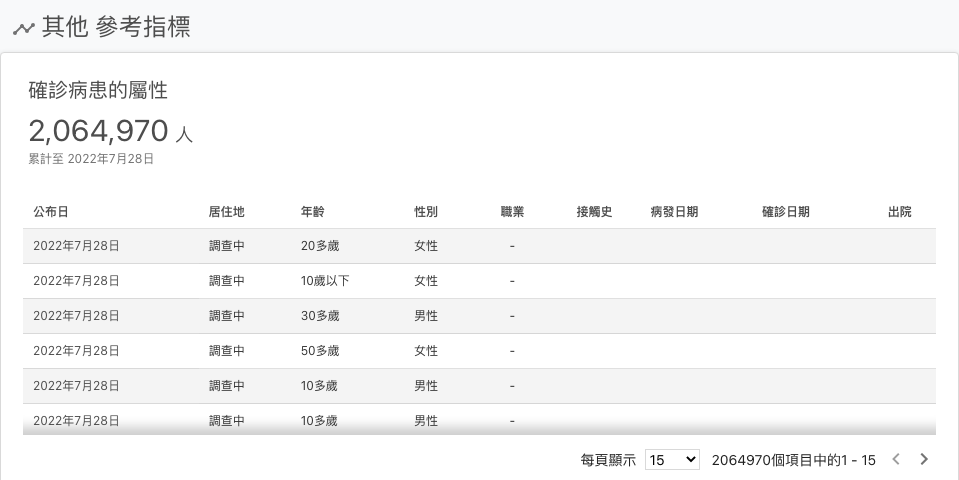 其他 參考指標
確診病患的屬性
2,064,970 人
累計至 2022年7月28日
公布日 居住地 年齡 性別 職業 接觸史 病發日期 確診日期 出院
2022年7月28日 調查中 20多歲 女性 -
2022年7月28日 調查中 10歲以下 女性 -
2022年7月28日 調查中 30多歲 男性 -
2022年7月28日 調查中 50多歲 女性 -
2022年7月28日 調查中 10多歲 男性 -
2022年7月28日 調查中 10多歲 男性 -
每頁顯示 15 2064970個項目中的1 - 15